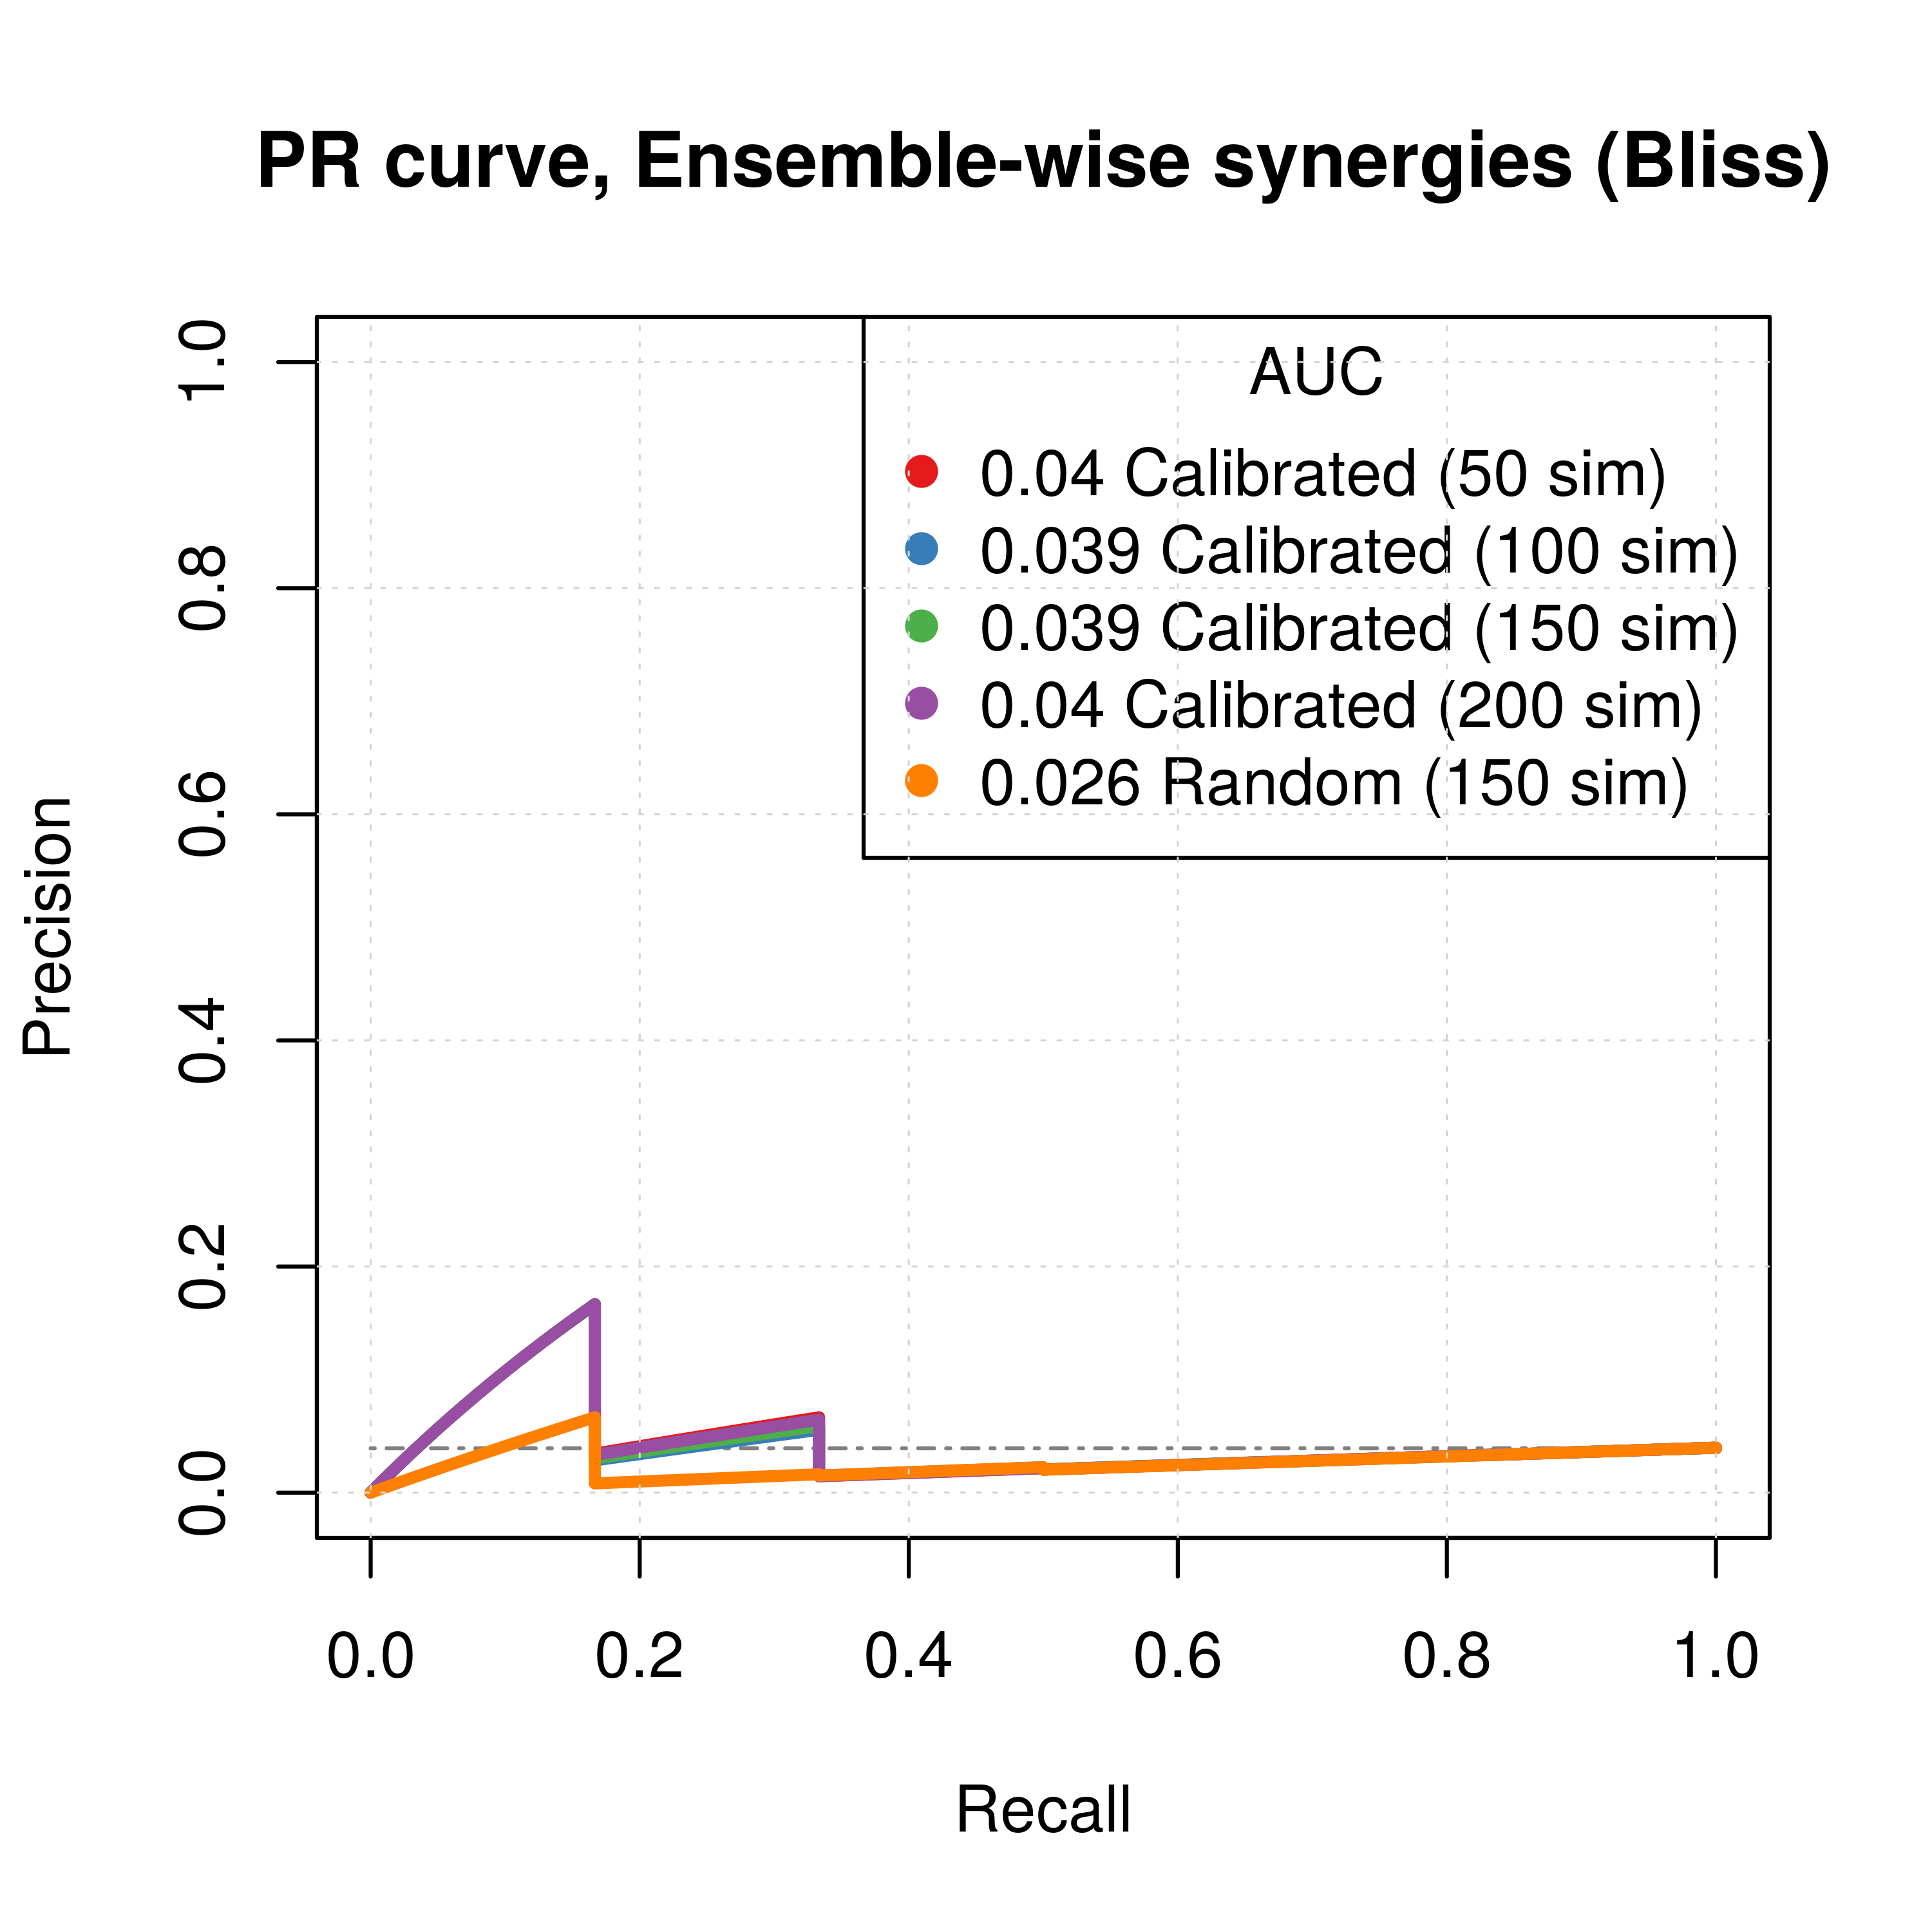 PR curve, Ensemble-wise synergies (Bliss)
AUC
0.04 Calibrated (50 sim)
0.039 Calibrated (100 sim)
0.039 Calibrated (150 sim)
0.04 Calibrated (200 sim)
0.026 Random (150 sim)
Precision
1.0
0.8
0.6
0.4
0.2
0.0
0.0 0.2 0.4 0.6 0.8 1.0
Recall